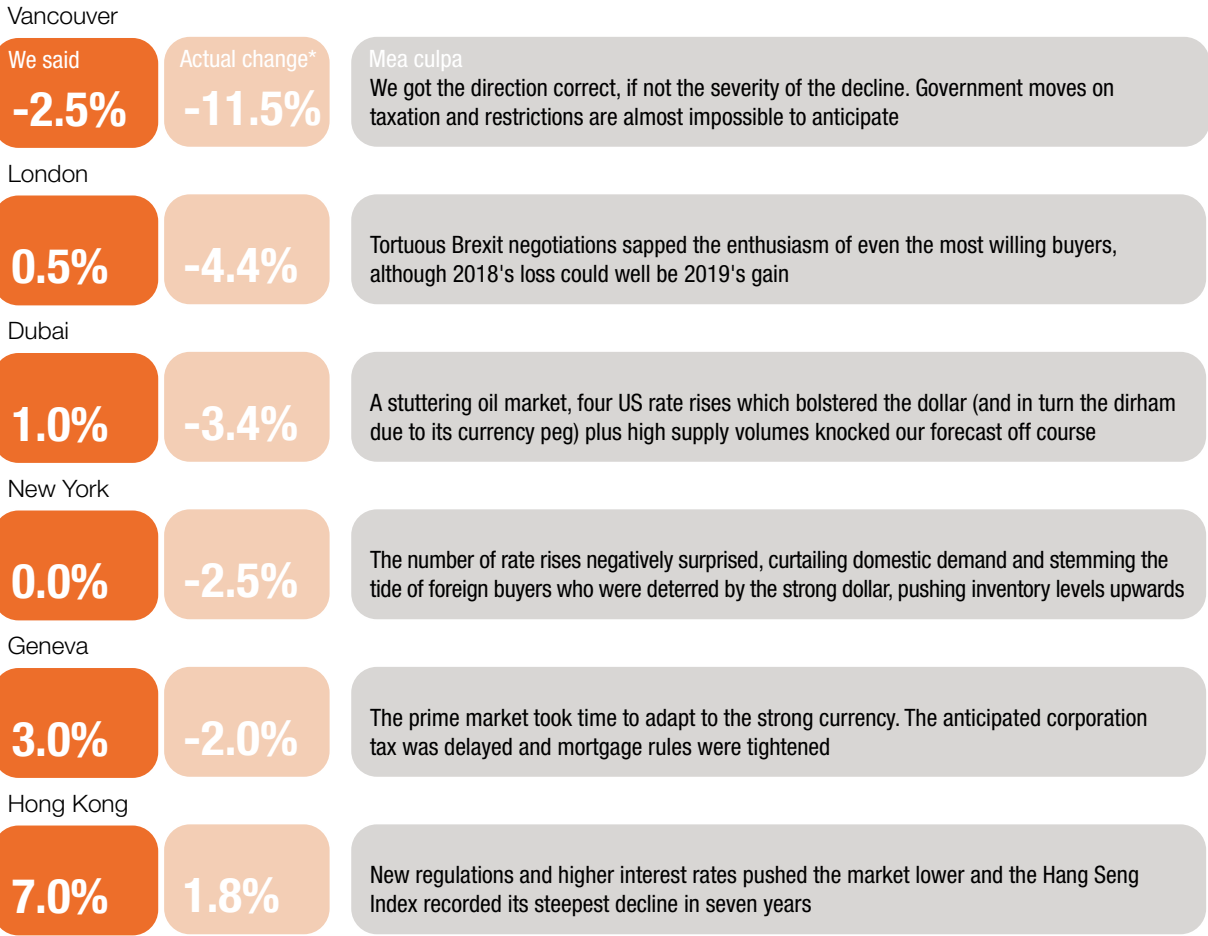 Vancouver
We said
-2.5%
Actual change*
-11.5%
Mea culpa
We got the direction correct, if not the severity of the decline. Government moves on
taxation and restrictions are almost impossible to anticipate
London
0.5%
-4.4%
Tortuous Brexit negotiations sapped the enthusiasm of even the most willing buyers,
although 2018's loss could well be 2019's gain
Dubai
1.0%
-3.4%
A stuttering oil market, four US rate rises which bolstered the dollar (and in turn the dirham
due to its currency peg) plus high supply volumes knocked our forecast off course
New York
0.0%
-2.5%
The number of rate rises negatively surprised, curtailing domestic demand and stemming the
tide of foreign buyers who were deterred by the strong dollar, pushing inventory levels upwards
Geneva
3.0%
-2.0%
The prime market took time to adapt to the strong currency. The anticipated corporation
tax was delayed and mortgage rules were tightened
Hong Kong
7.0%
1.8%
New regulations and higher interest rates pushed the market lower and the Hang Seng
Index recorded its steepest decline in seven years